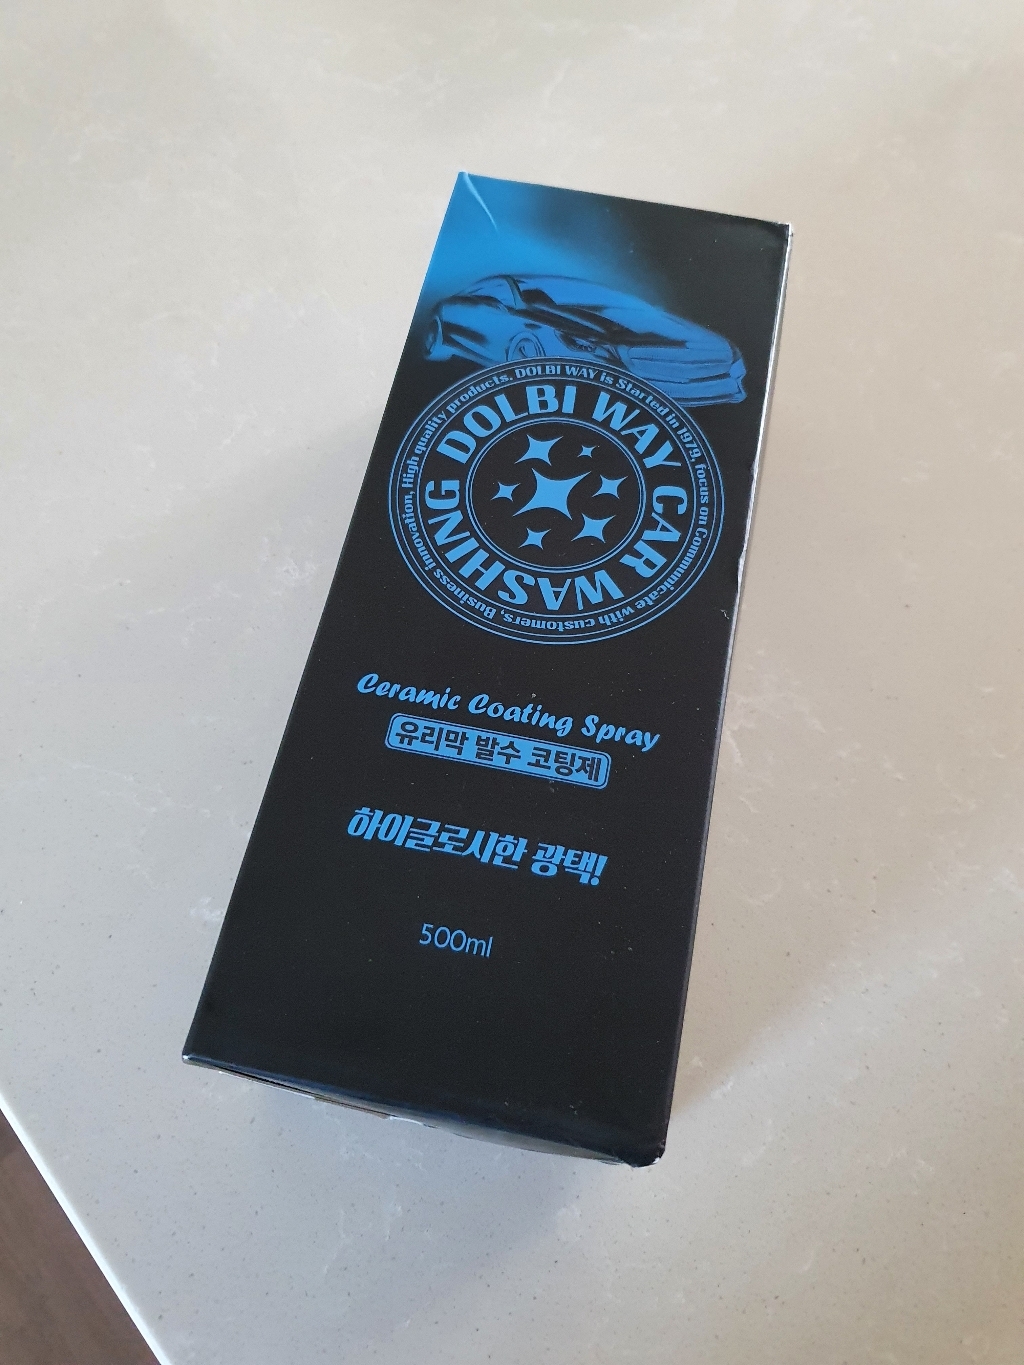 DOLBI WAY CAR WASHING
DOLBI WAY is Started in 1979, focus on Communicate with customers, Business innovation, High quality products.
Ceramic Coating Spray
유리막 발수 코팅제
하이글로시한 광택!
500ml